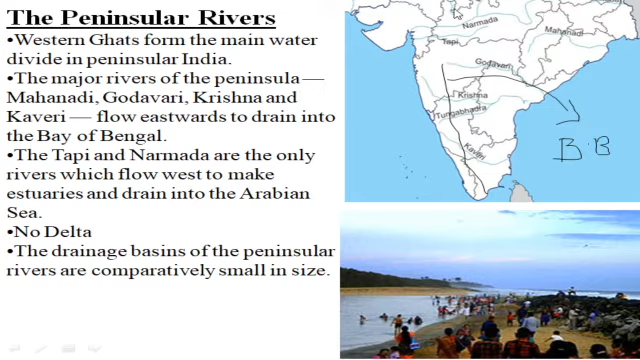 The Peninsular Rivers
•Western Ghats form the main water
divide in peninsular India.
•The major rivers of the peninsula —
Mahanadi, Godavari, Krishna and
Kaveri— flow eastwards to drain into
the Bay of Bengal.
•The Tapi and Narmada are the only
rivers which flow west to make
estuaries and drain into the Arabian
Sea.
•No Delta
•The drainage basins of the peninsular
rivers are comparatively small in size.
Narmada
Mahanadi
Tapi
Godavari
Krishna
Tungabhadra
Kaveri
B.B